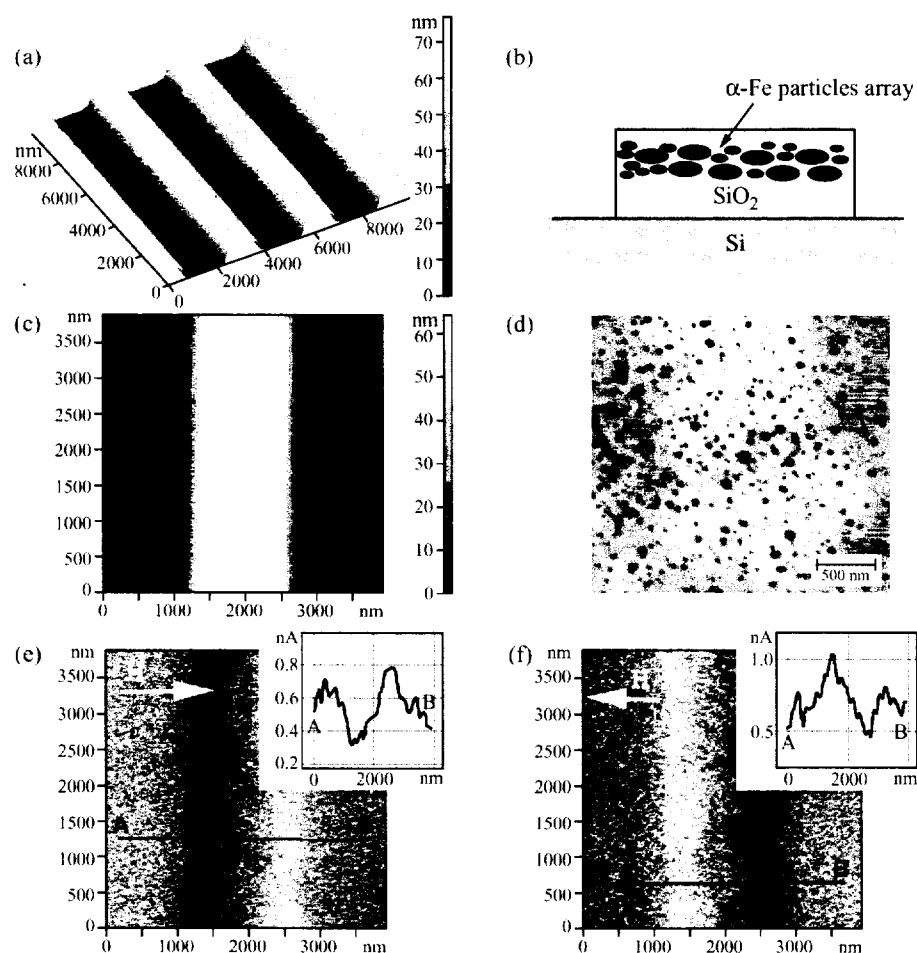 (a)
nm
70
60
50
40
30
20
10
0
nm
8000
6000
4000
2000
0
0
2000
4000
6000
8000
(b)
α-Fe particles array
SiO₂
Si
(c)
nm
3500
3000
2500
2000
1500
1000
500
0
0 1000 2000 3000 nm
nm
60
50
40
30
20
10
0
(d)
500 nm
(e)
nm
3500
3000
2500
2000
1500
1000
500
0
0 1000 2000 3000 nm
A
nA
0.8
0.6
0.4
0.2
A
B
0 2000 nm
(f)
nm
3500
3000
2500
2000
1500
1000
500
0
0 1000 2000 3000 nm
B
nA
1.0
0.5
A
B
0 2000 nm